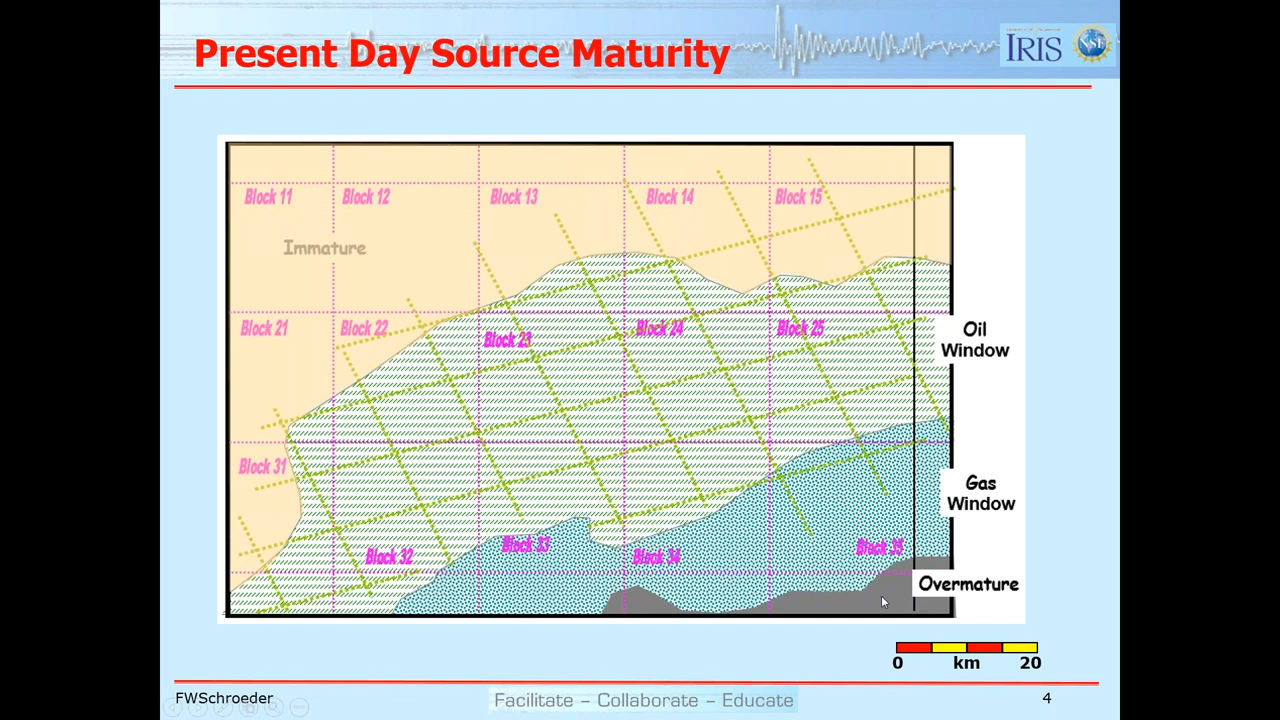 Present Day Source Maturity
IRIS
NSF
Block 11
Block 12
Block 13
Block 14
Block 15
Immature
Block 21
Block 22
Block 23
Block 24
Block 25
Oil
Window
Block 31
Gas
Window
Block 32
Block 33
Block 34
Block 35
Overmature
0 km 20
FWSchroeder
Facilitate – Collaborate – Educate
4